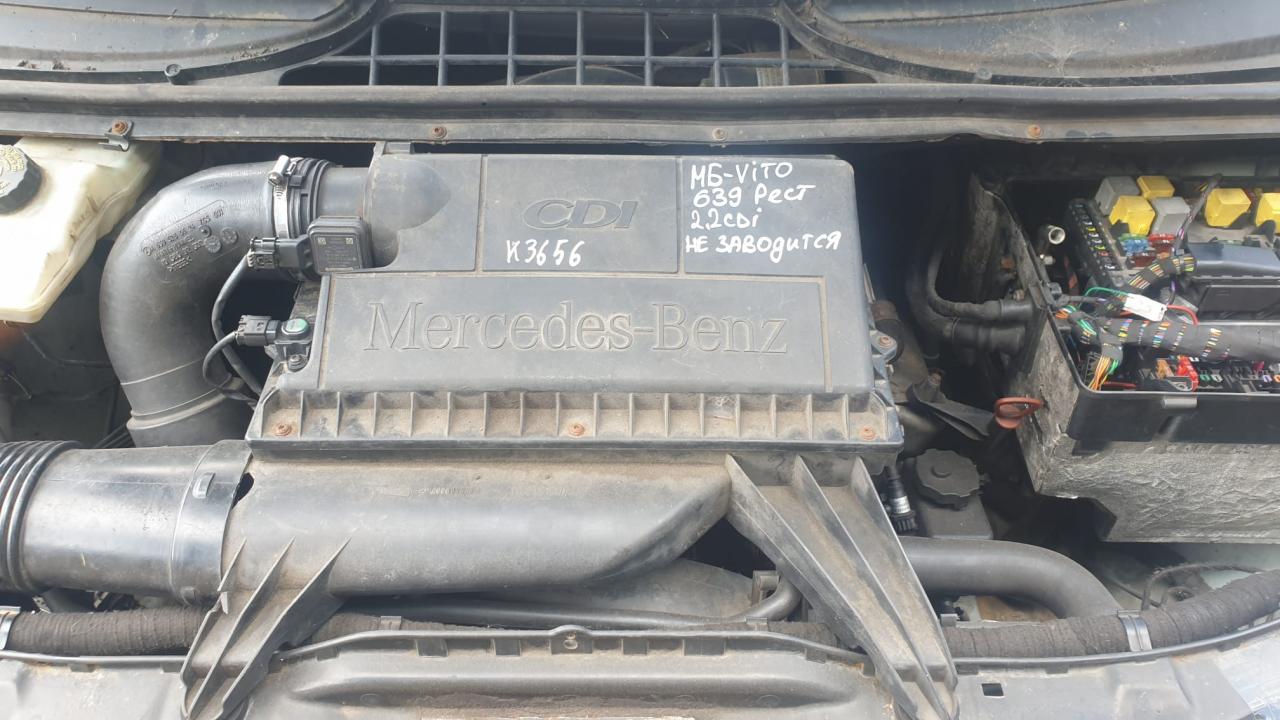 МБ-ViTO
639 Рест
2,2CDi
НЕ ЗАВОДИТСЯ
CDI
К3656
Mercedes-Benz